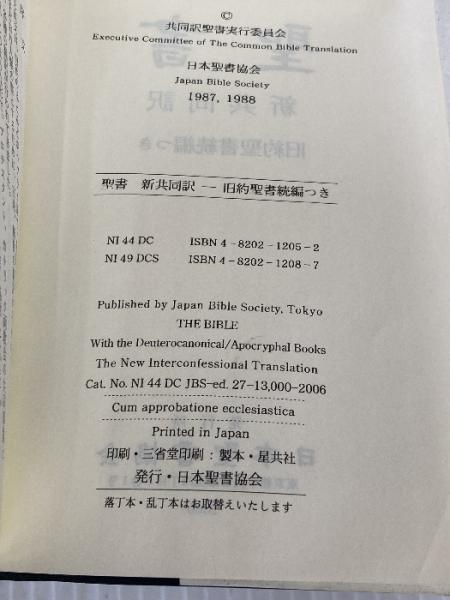 ©
共同訳聖書実行委員会
Executive Committee of The Common Bible Translation
日本聖書協会
Japan Bible Society
1987, 1988
聖書 新共同訳 ― 旧約聖書続編つき
NI 44 DC ISBN 4-8202-1205-2
NI 49 DCS ISBN 4-8202-1208-7
Published by Japan Bible Society, Tokyo
THE BIBLE
With the Deuterocanonical/Apocryphal Books
The New Interconfessional Translation
Cat. No. NI 44 DC JBS-ed. 27-13,000-2006
Cum approbatione ecclesiastica
Printed in Japan
印刷・三省堂印刷：製本・星共社
発行・日本聖書協会
落丁本・乱丁本はお取替えいたします